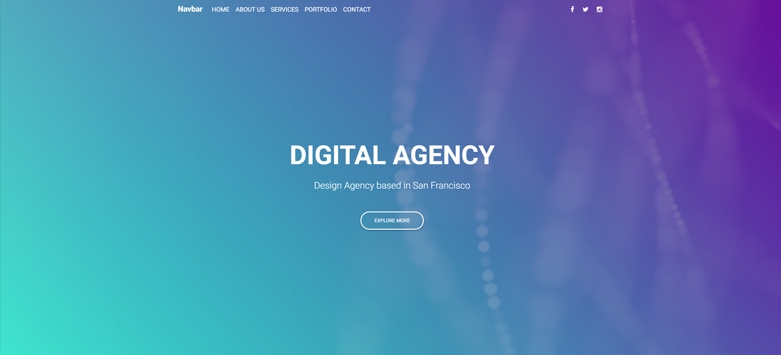 Navbar HOME ABOUT US SERVICES PORTFOLIO CONTACT
DIGITAL AGENCY
Design Agency based in San Francisco
EXPLORE MORE